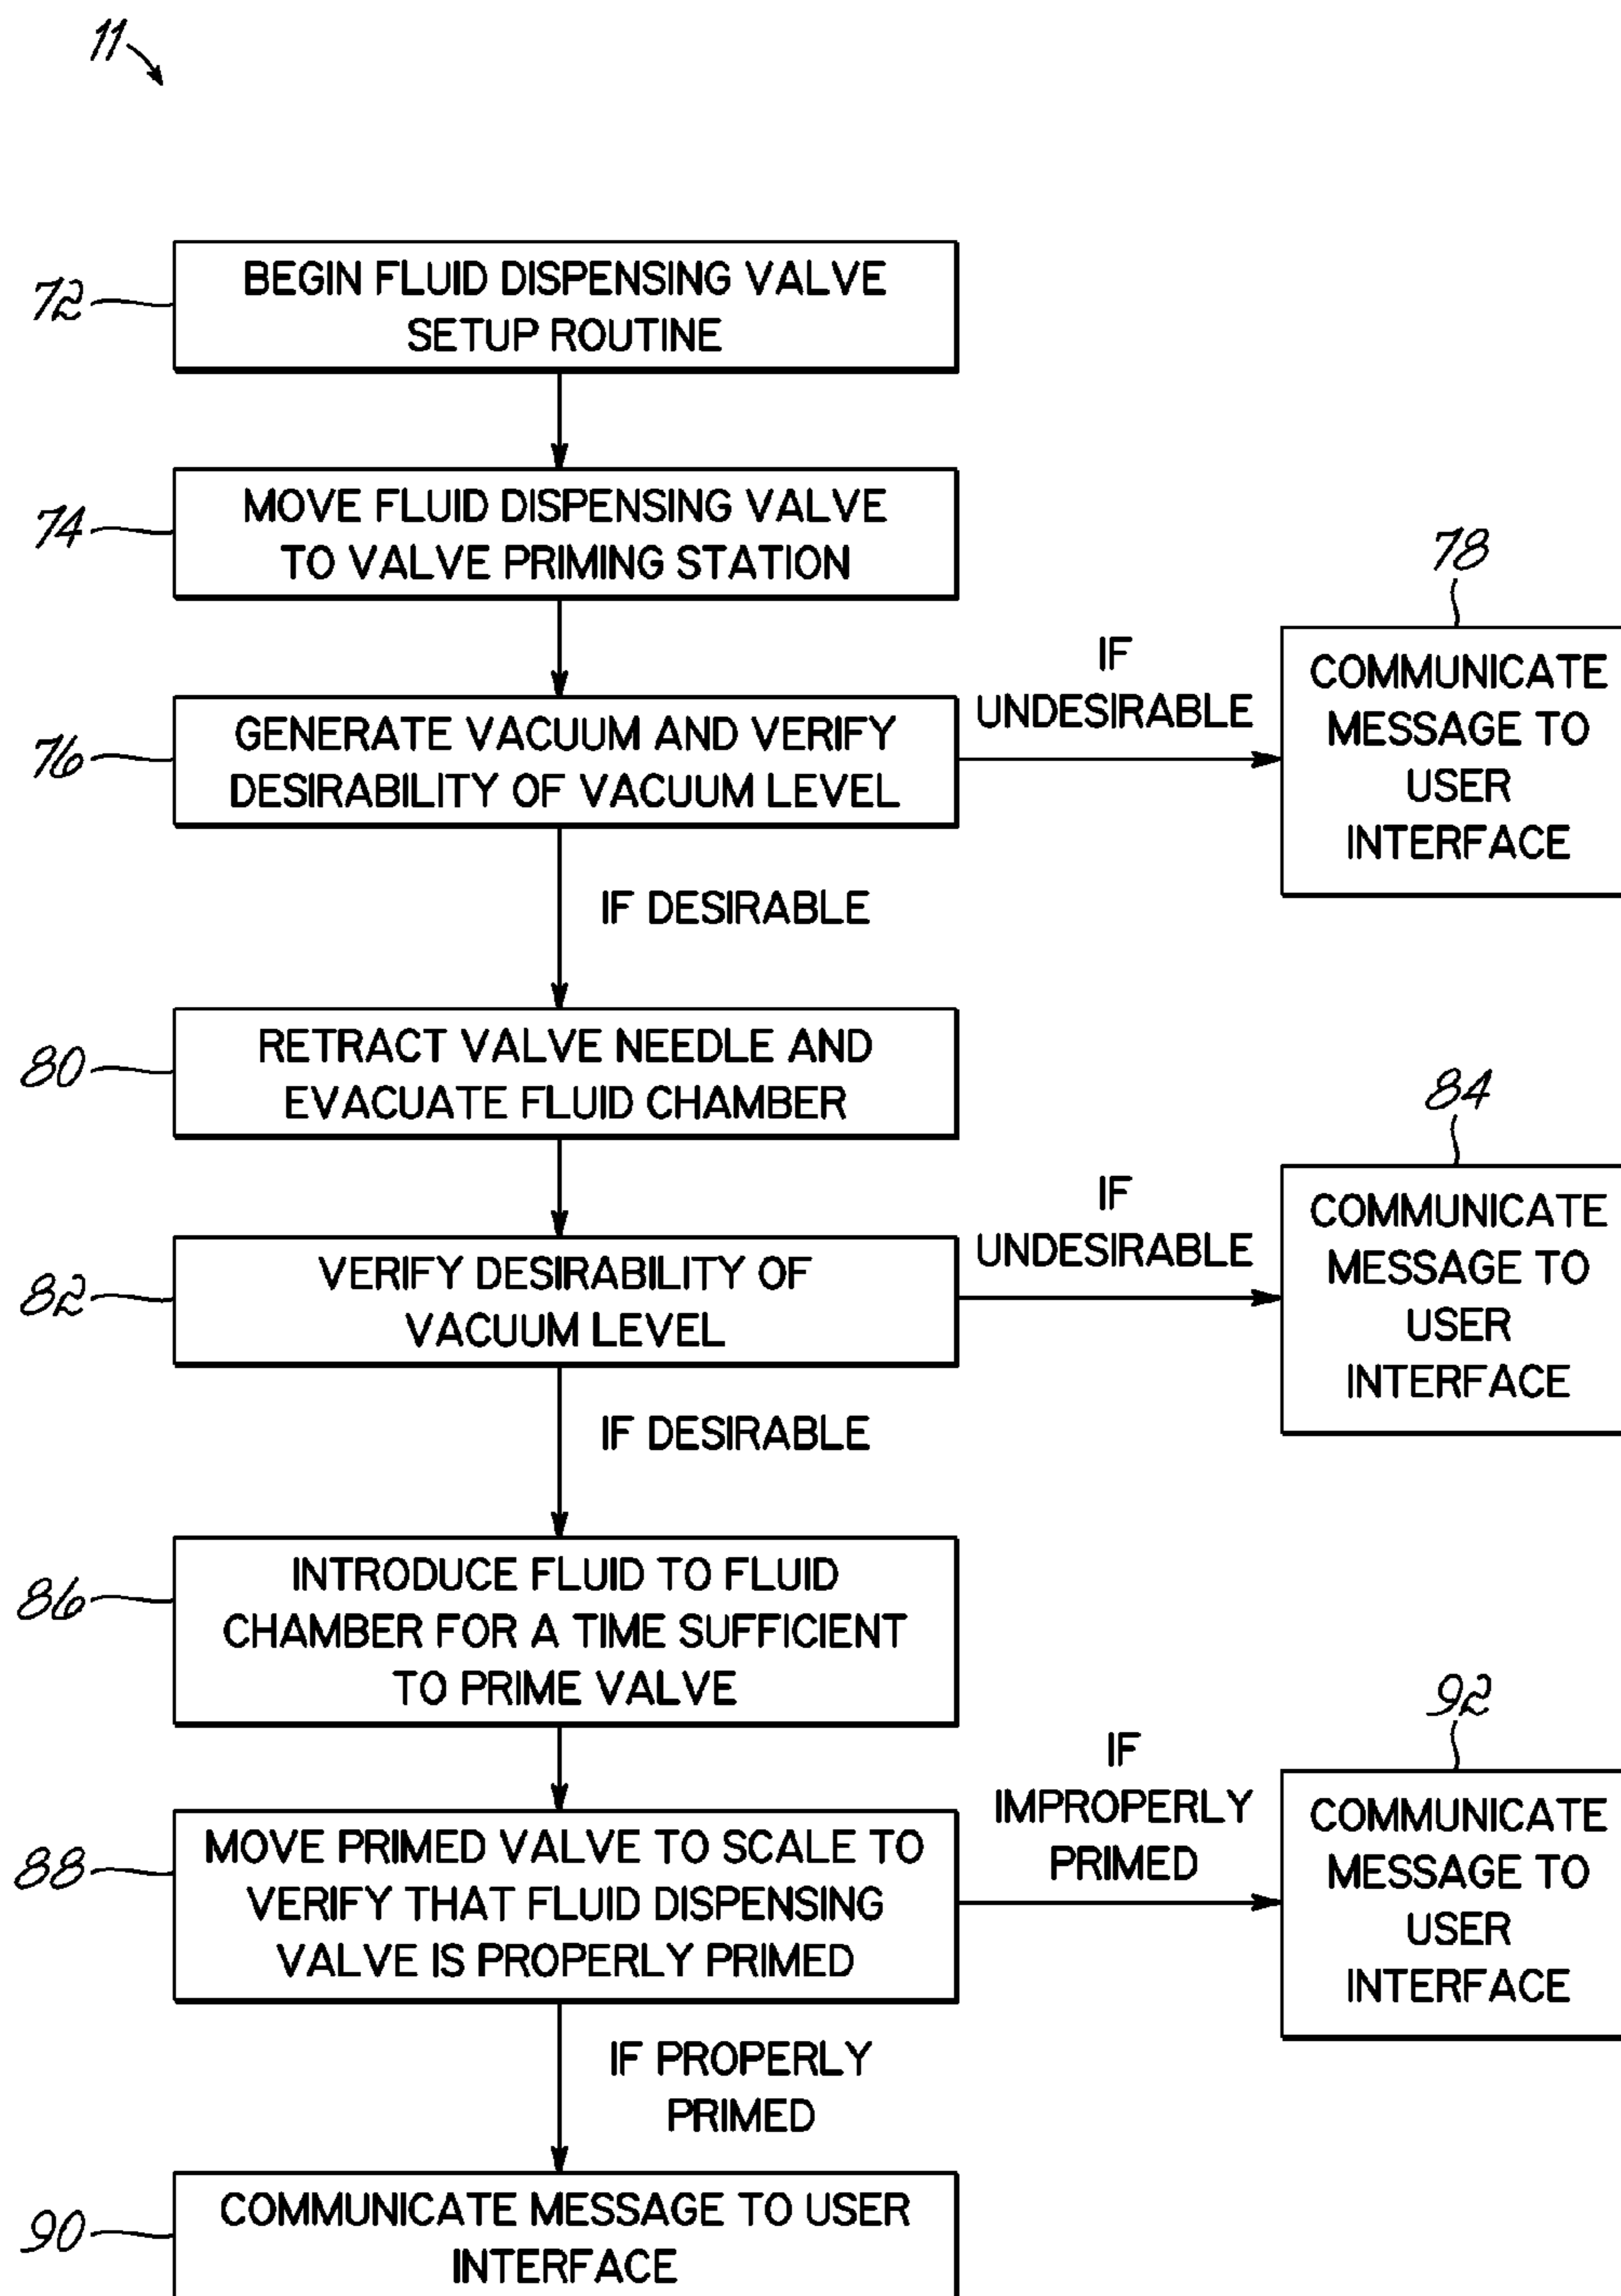 11
72
BEGIN FLUID DISPENSING VALVE
SETUP ROUTINE
74
MOVE FLUID DISPENSING VALVE
TO VALVE PRIMING STATION
76
GENERATE VACUUM AND VERIFY
DESIRABILITY OF VACUUM LEVEL
IF
UNDESIRABLE
78
COMMUNICATE
MESSAGE TO
USER
INTERFACE
IF DESIRABLE
80
RETRACT VALVE NEEDLE AND
EVACUATE FLUID CHAMBER
82
VERIFY DESIRABILITY OF
VACUUM LEVEL
IF
UNDESIRABLE
84
COMMUNICATE
MESSAGE TO
USER
INTERFACE
IF DESIRABLE
86
INTRODUCE FLUID TO FLUID
CHAMBER FOR A TIME SUFFICIENT
TO PRIME VALVE
88
MOVE PRIMED VALVE TO SCALE TO
VERIFY THAT FLUID DISPENSING
VALVE IS PROPERLY PRIMED
IF
IMPROPERLY
PRIMED
92
COMMUNICATE
MESSAGE TO
USER
INTERFACE
IF PROPERLY
PRIMED
90
COMMUNICATE MESSAGE TO USER
INTERFACE